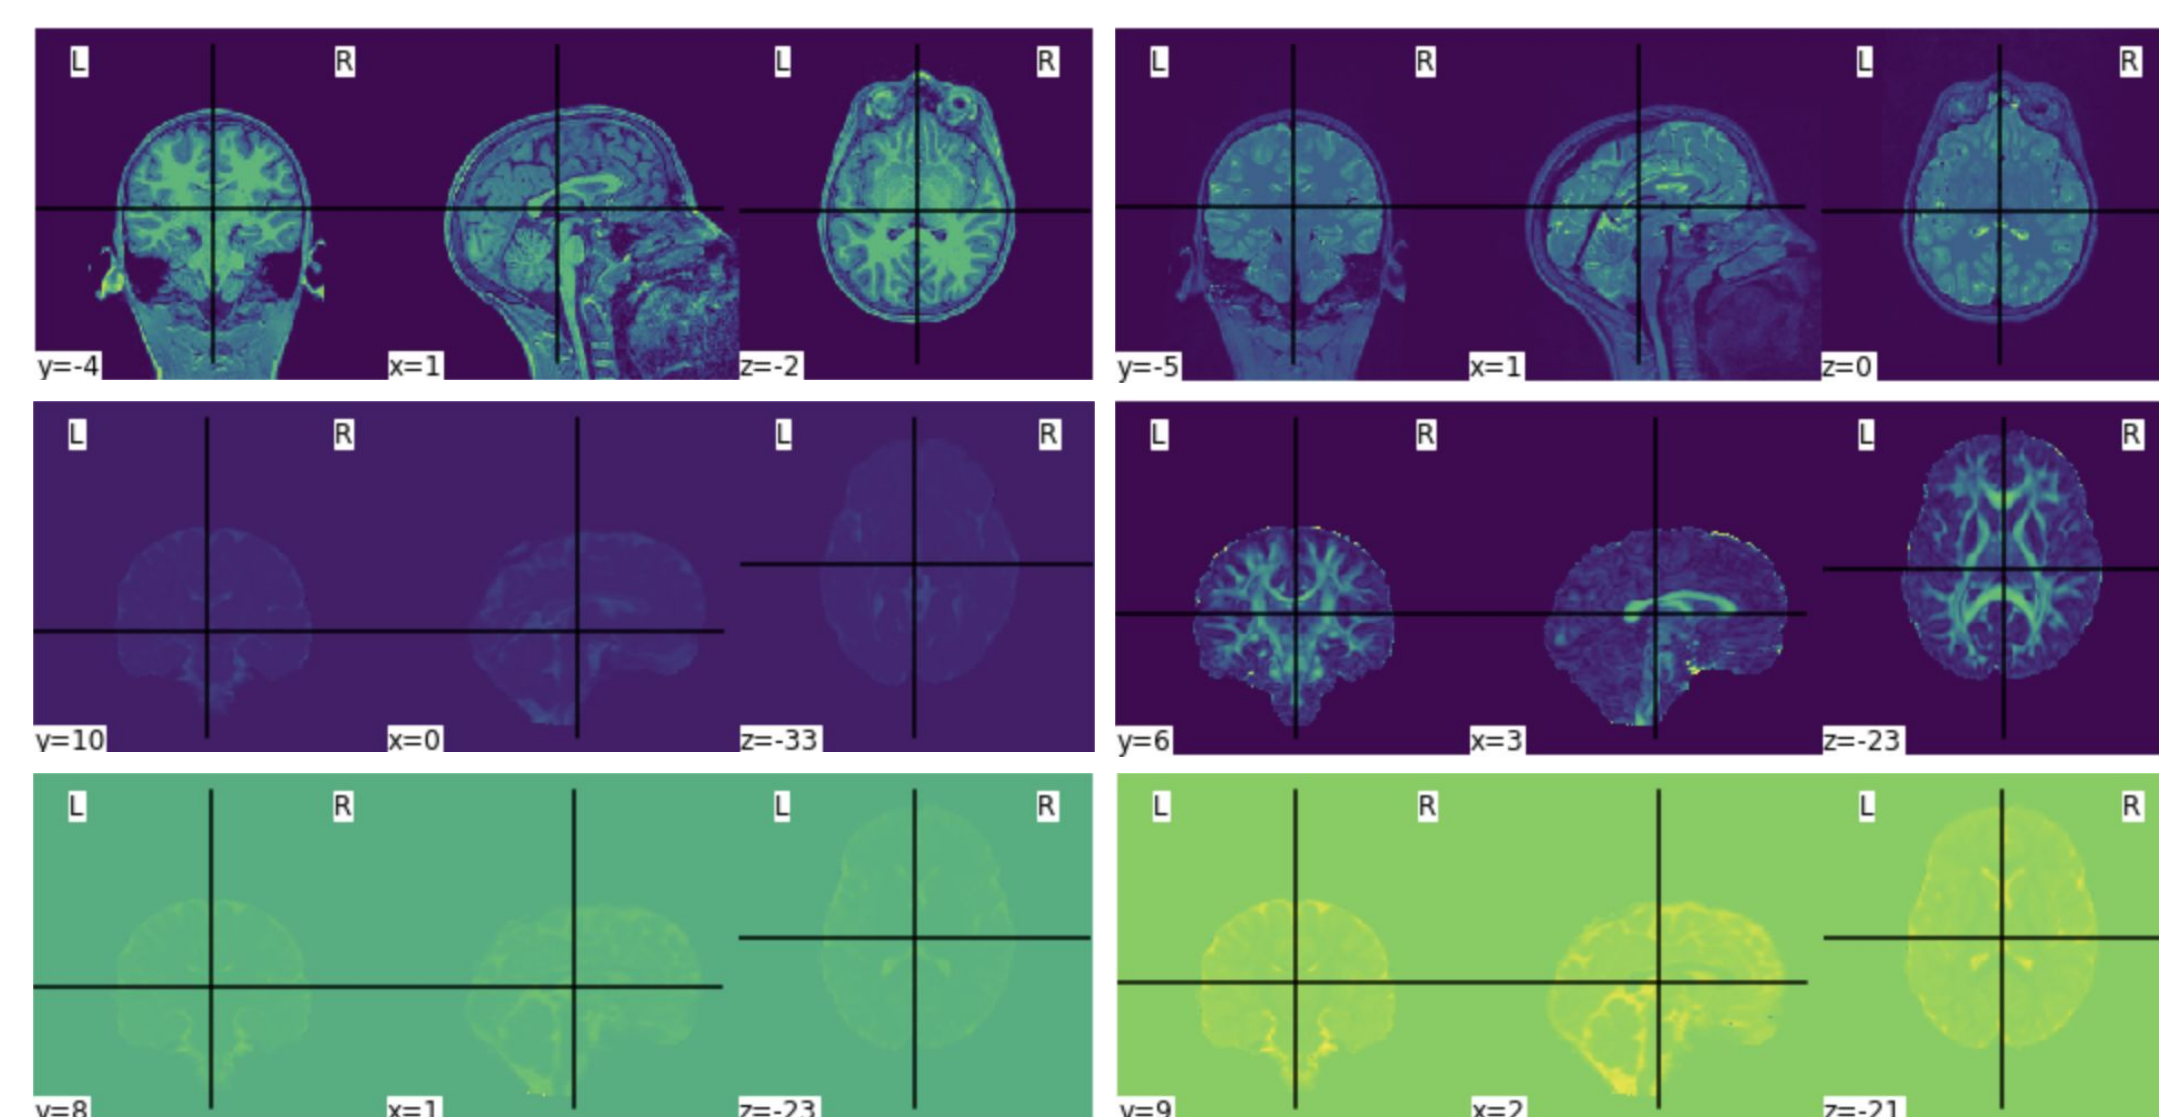 L R L R
y=-4 x=1 z=-2
L R L R
y=-5 x=1 z=0
L R L R
y=10 x=0 z=-33
L R L R
y=6 x=3 z=-23
L R L R
y=8 x=1 z=-23
L R L R
y=9 x=2 z=-21